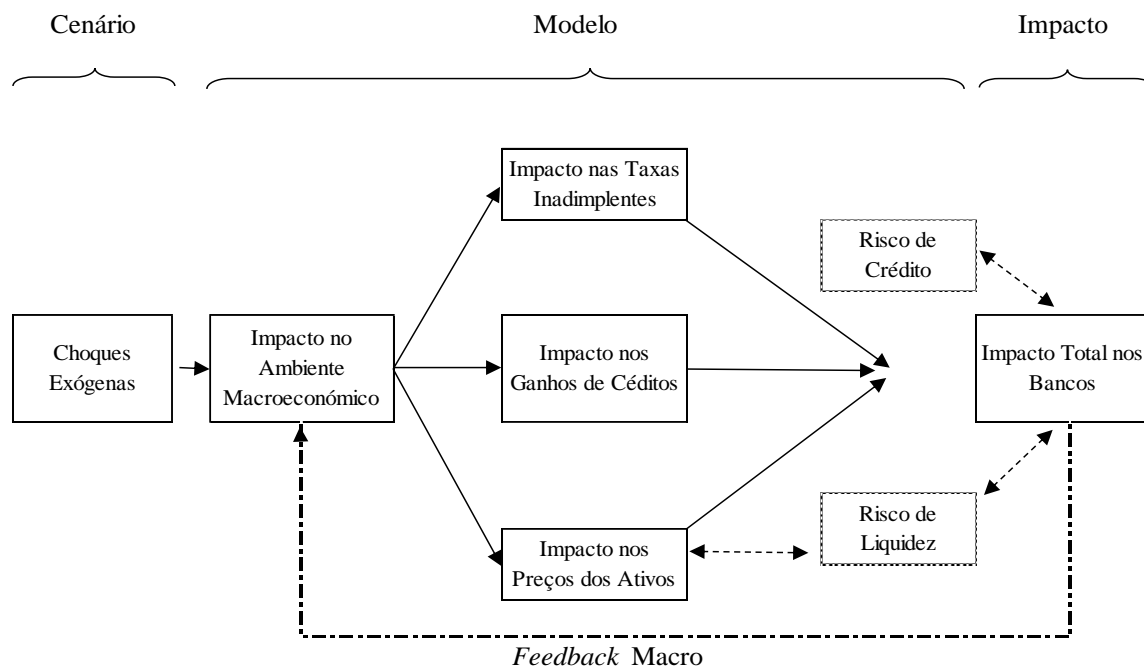 Cenário
Modelo
Impacto
Impacto nas Taxas
Inadimplentes
Risco de
Crédito
Choques
Exógenas
Impacto no
Ambiente
Macroeconómico
Impacto nos
Ganhos de Céditos
Impacto Total nos
Bancos
Impacto nos
Preços dos Ativos
Risco de
Liquidez
Feedback Macro